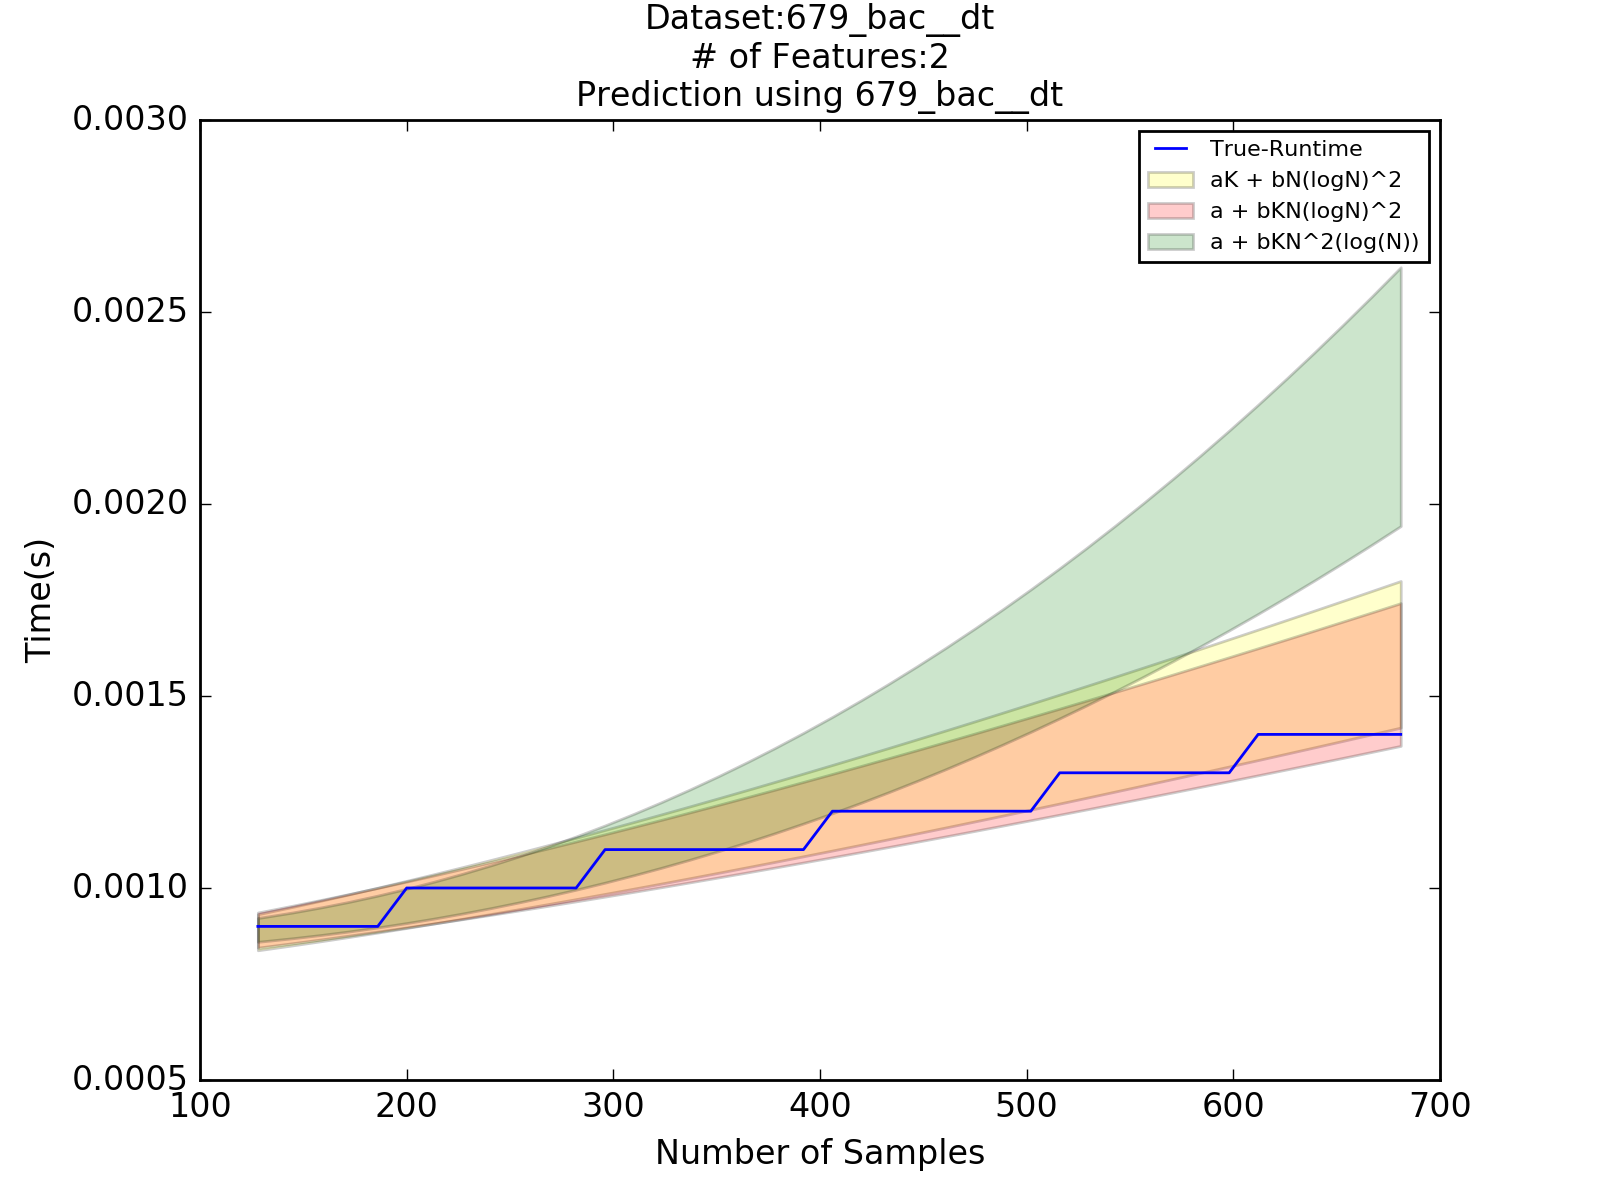 Dataset:679_bac__dt
# of Features:2
Prediction using 679_bac__dt
0.0030
0.0025
0.0020
0.0015
0.0010
0.0005
Time(s)
True-Runtime
aK + bN(logN)^2
a + bKN(logN)^2
a + bKN^2(log(N))
100 200 300 400 500 600 700
Number of Samples